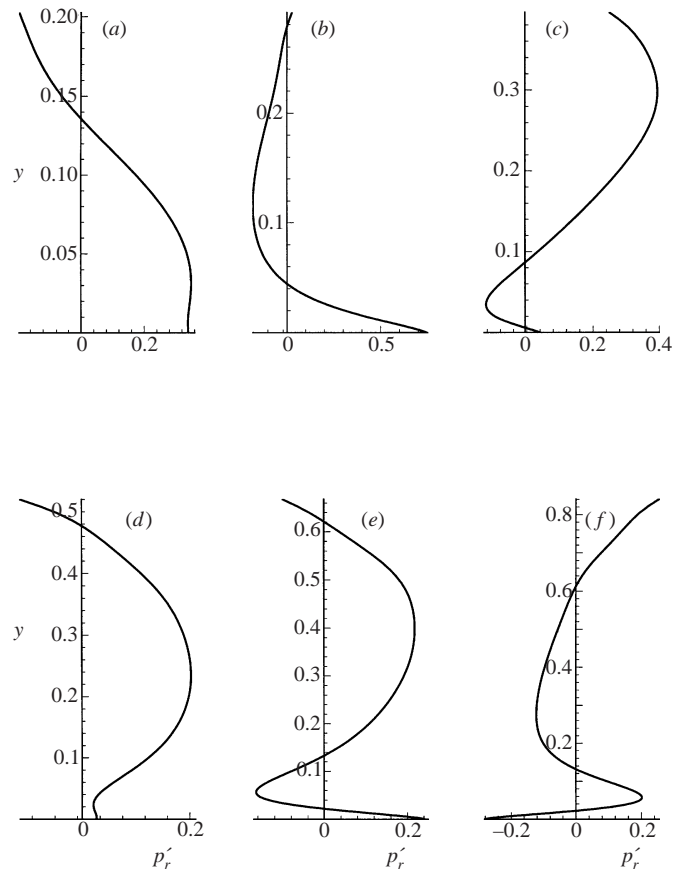 0.20 (a) (b) (c)
0.15 0.2 0.3
y 0.10 0.2
0.05 0.1 0.1
0 0.2 0 0.5 0 0.2 0.4
0.5 (d) 0.6 (e) 0.8 (f)
0.4 0.5 0.6
y 0.3 0.4 0.4
0.2 0.3
0.1 0.2 0.2
0.1
0 0.2 0 0.2 –0.2 0 0.2
p′r p′r p′r